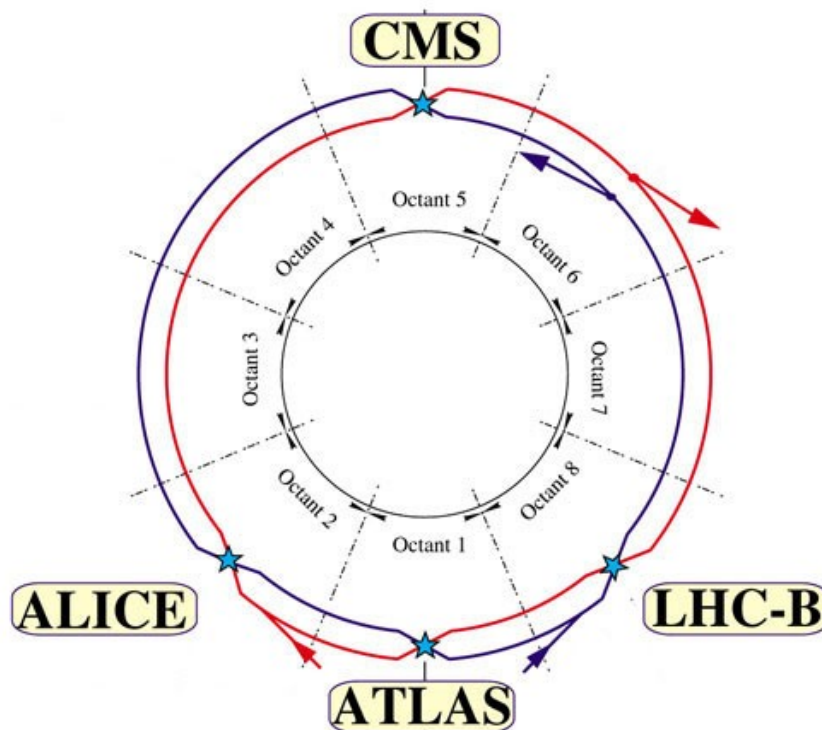 CMS
Octant 5
Octant 4
Octant 6
Octant 3
Octant 7
Octant 2
Octant 8
Octant 1
ALICE
LHC-B
ATLAS